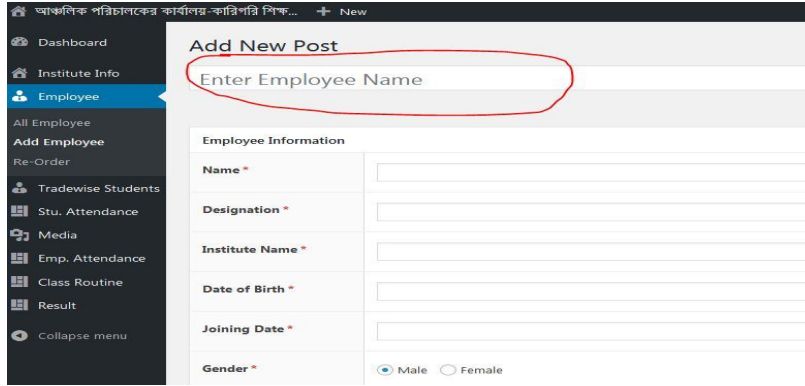 আঞ্চলিক পরিচালকের কার্যালয়-কারিগরি শিক্ষ... + New
Dashboard
Institute Info
Employee
All Employee
Add Employee
Re-Order
Tradewise Students
Stu. Attendance
Media
Emp. Attendance
Class Routine
Result
Collapse menu
Add New Post
Enter Employee Name
Employee Information
Name *
Designation *
Institute Name *
Date of Birth *
Joining Date *
Gender *
Male Female